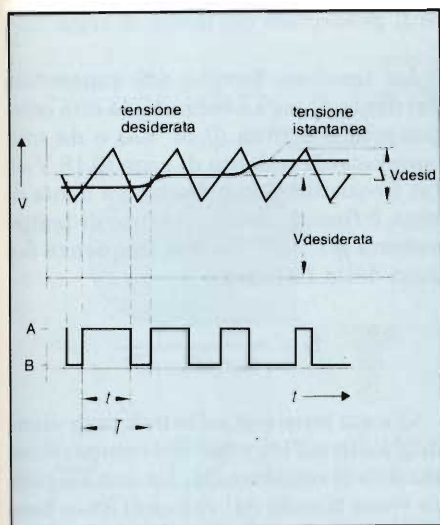 tensione
desiderata
tensione
istantanea
V
Δ Vdesid
Vdesiderata
A
B
t
t
T